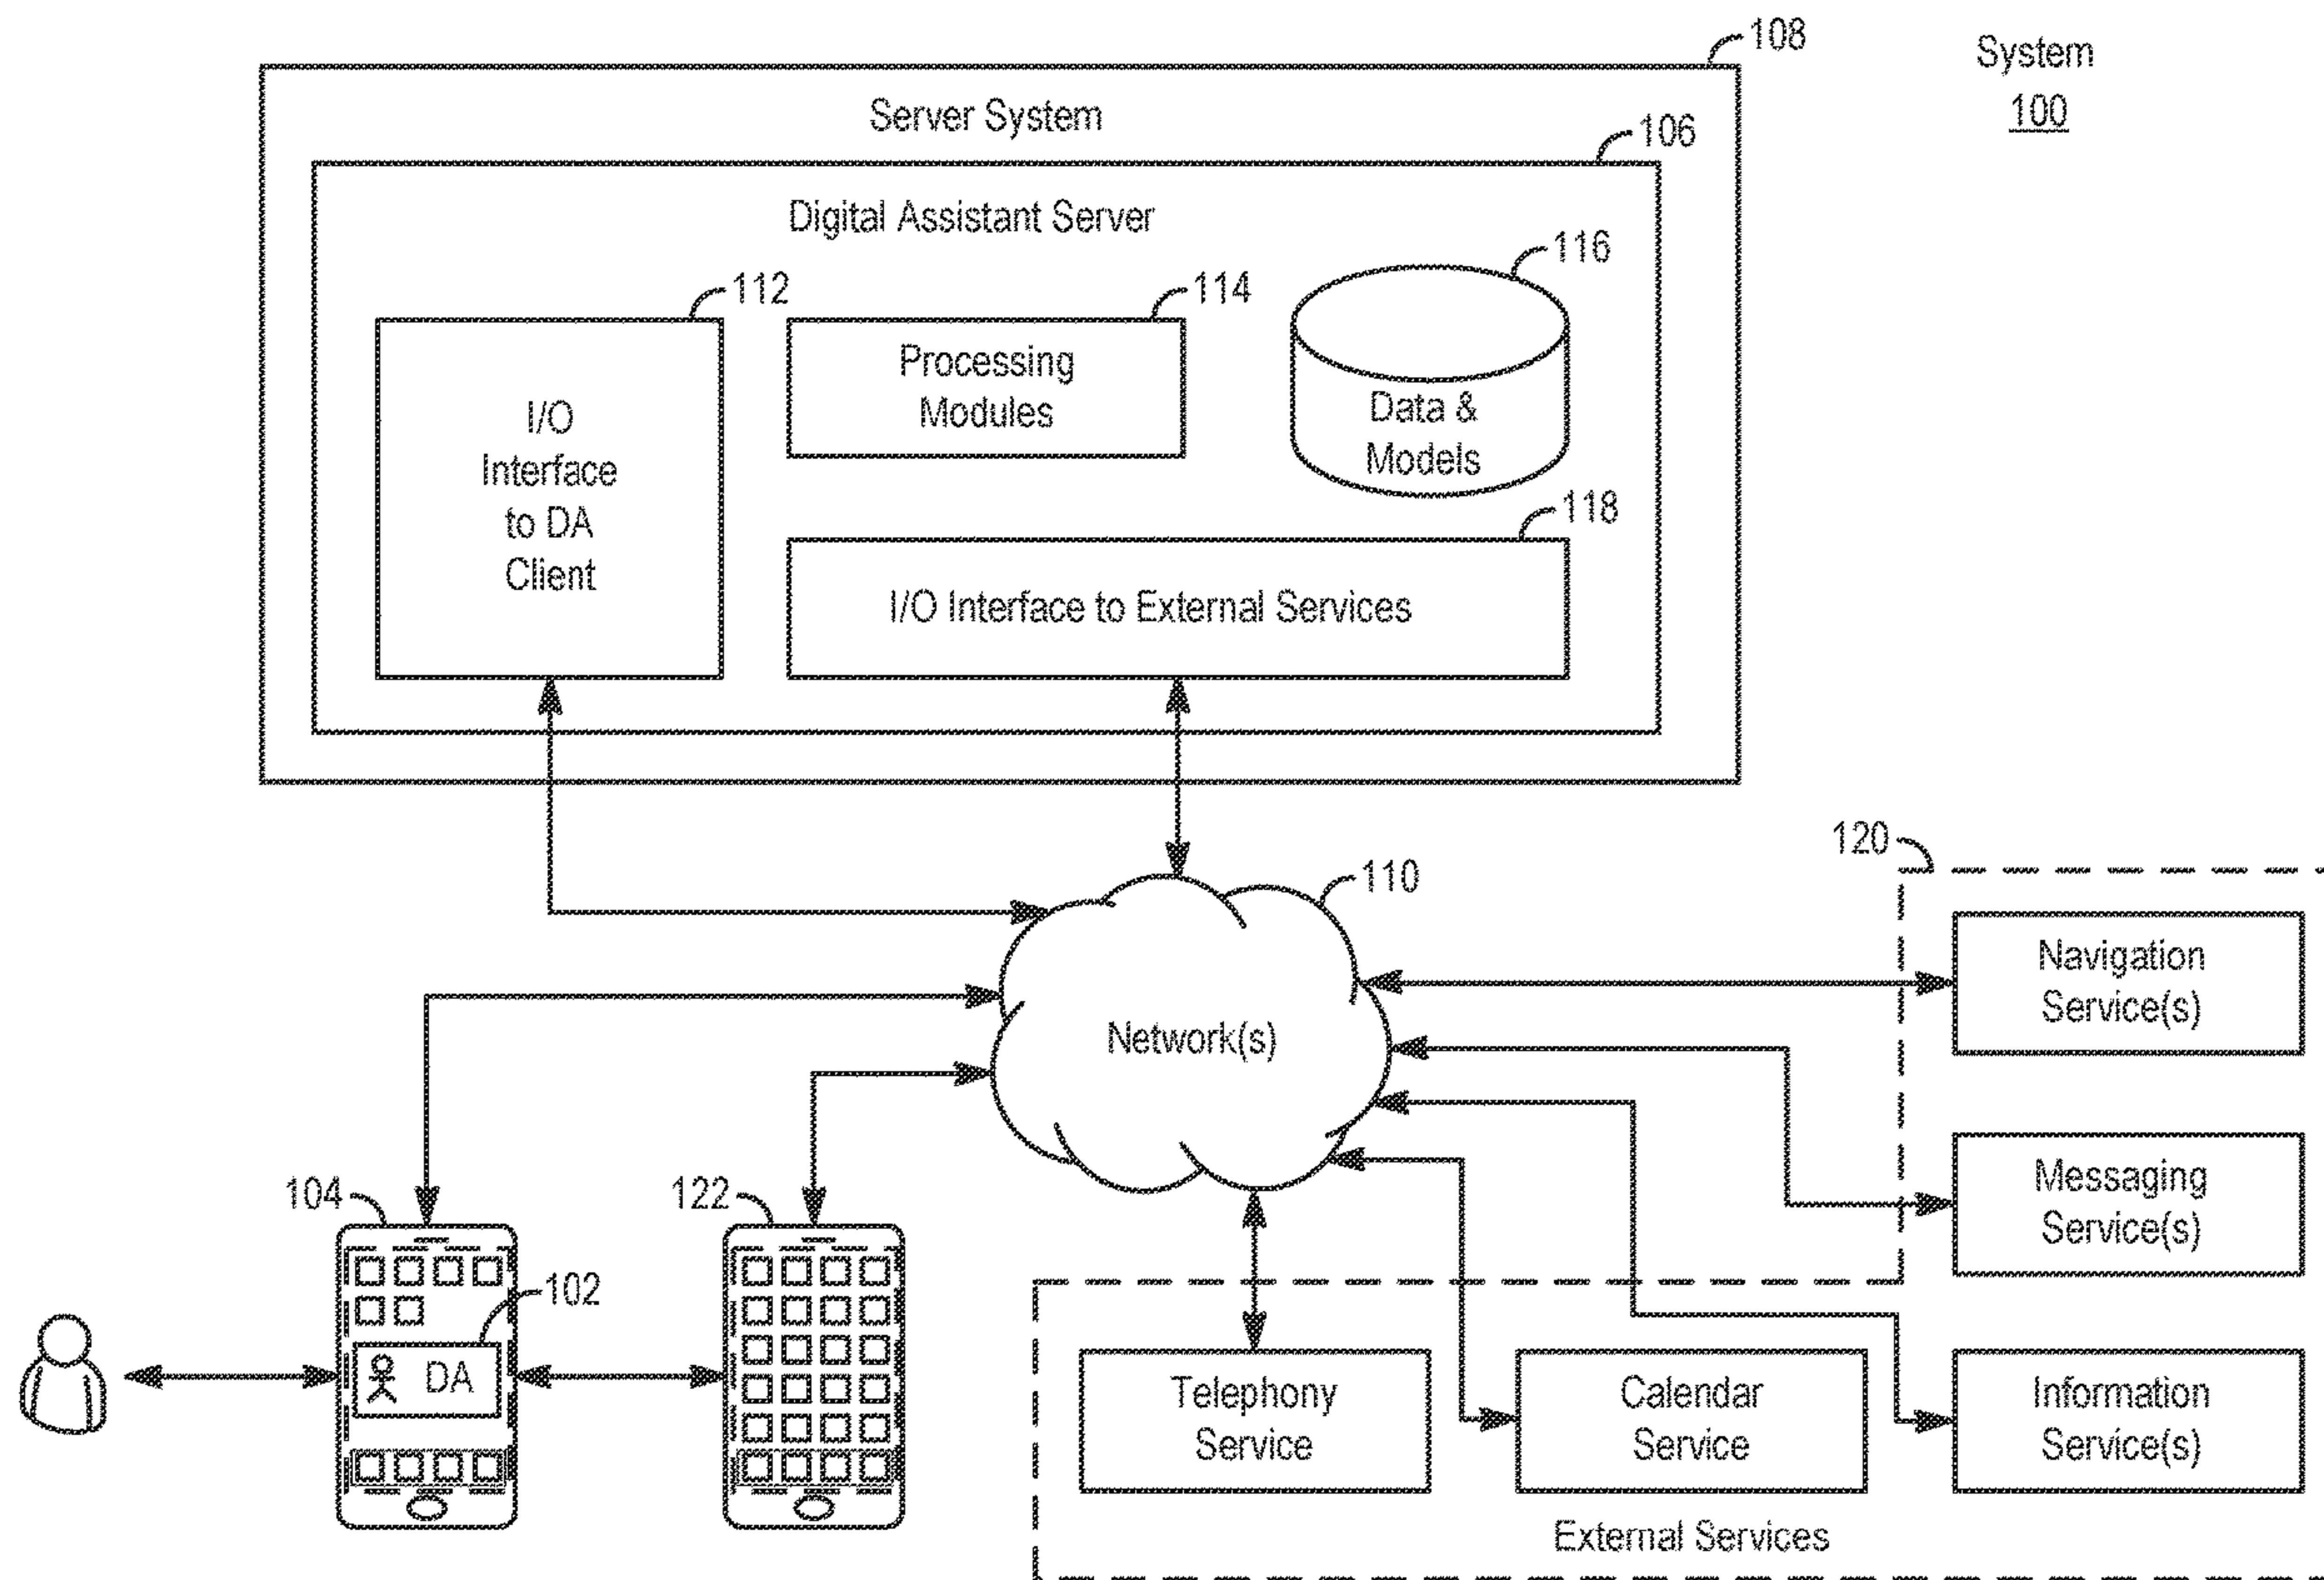 108
System
100
Server System
106
Digital Assistant Server
116
112
114
Processing
Modules
I/O
Interface
to DA
Client
Data &
Models
118
I/O Interface to External Services
120
110
Navigation
Service(s)
Network(s)
104
122
Messaging
Service(s)
102
DA
Telephony
Service
Calendar
Service
Information
Service(s)
External Services